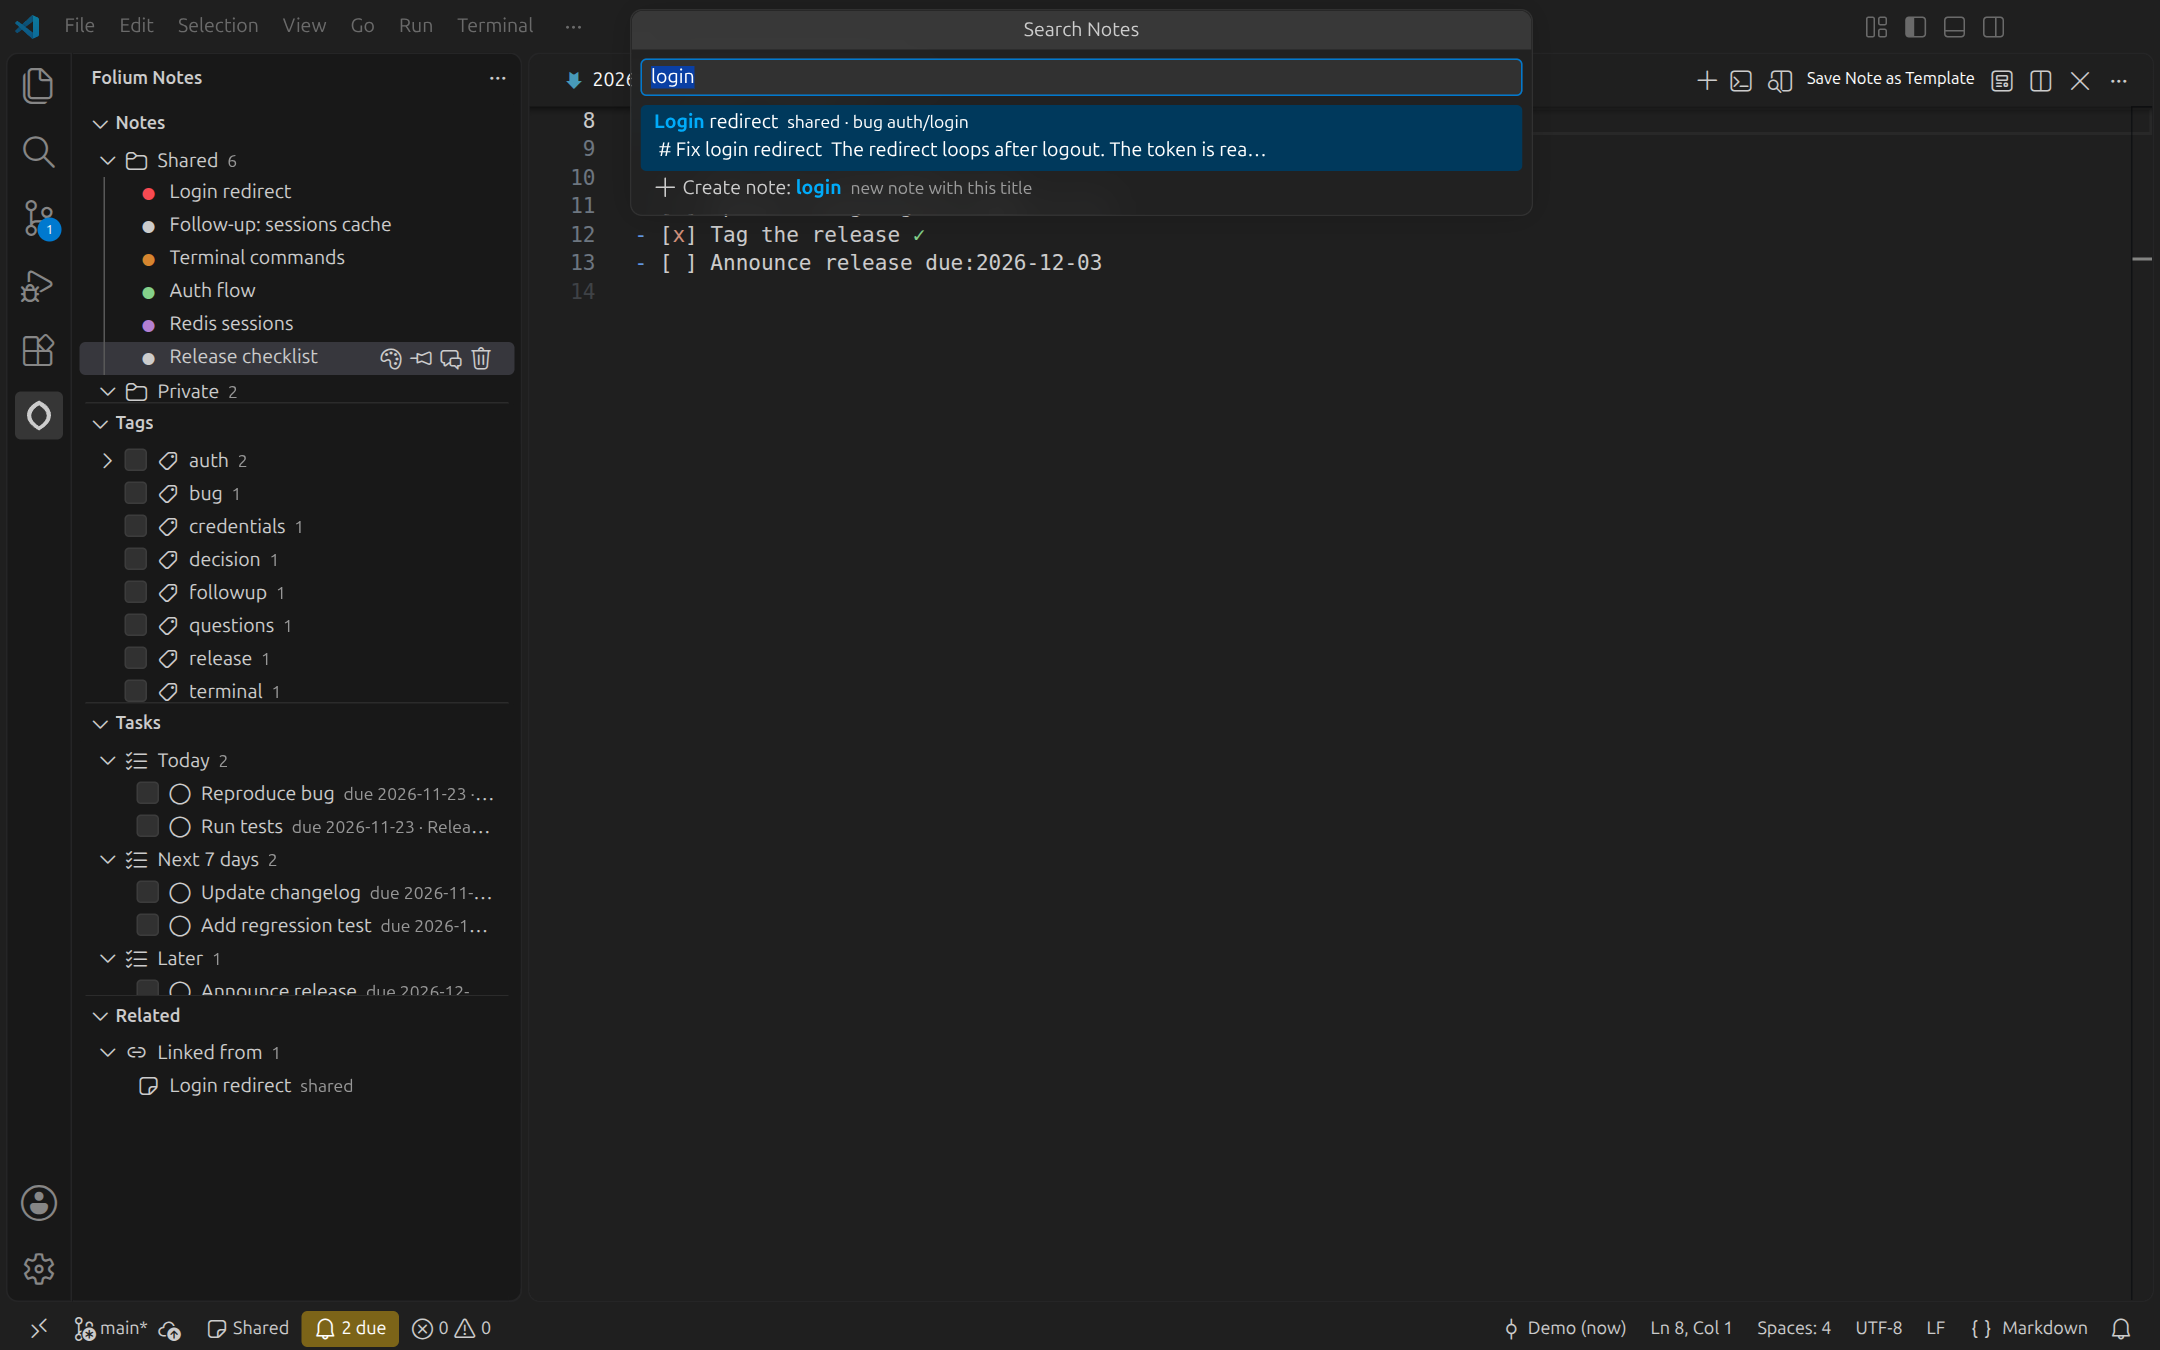 File Edit Selection View Go Run Terminal ...
Search Notes
login
Login redirect shared · bug auth/login
# Fix login redirect The redirect loops after logout. The token is rea...
Create note: login new note with this title
Folium Notes
Notes
Shared 6
Login redirect
Follow-up: sessions cache
Terminal commands
Auth flow
Redis sessions
Release checklist
Private 2
Tags
auth 2
bug 1
credentials 1
decision 1
followup 1
questions 1
release 1
terminal 1
Tasks
Today 2
Reproduce bug due 2026-11-23 ·...
Run tests due 2026-11-23 · Relea...
Next 7 days 2
Update changelog due 2026-11-...
Add regression test due 2026-1...
Later 1
Announce release due 2026-12-
Related
Linked from 1
Login redirect shared
1
2026
Save Note as Template
8
9
10
11
12 - [x] Tag the release ✓
13 - [ ] Announce release due:2026-12-03
14
main* Shared 2 due 0 0
Demo (now) Ln 8, Col 1 Spaces: 4 UTF-8 LF { } Markdown